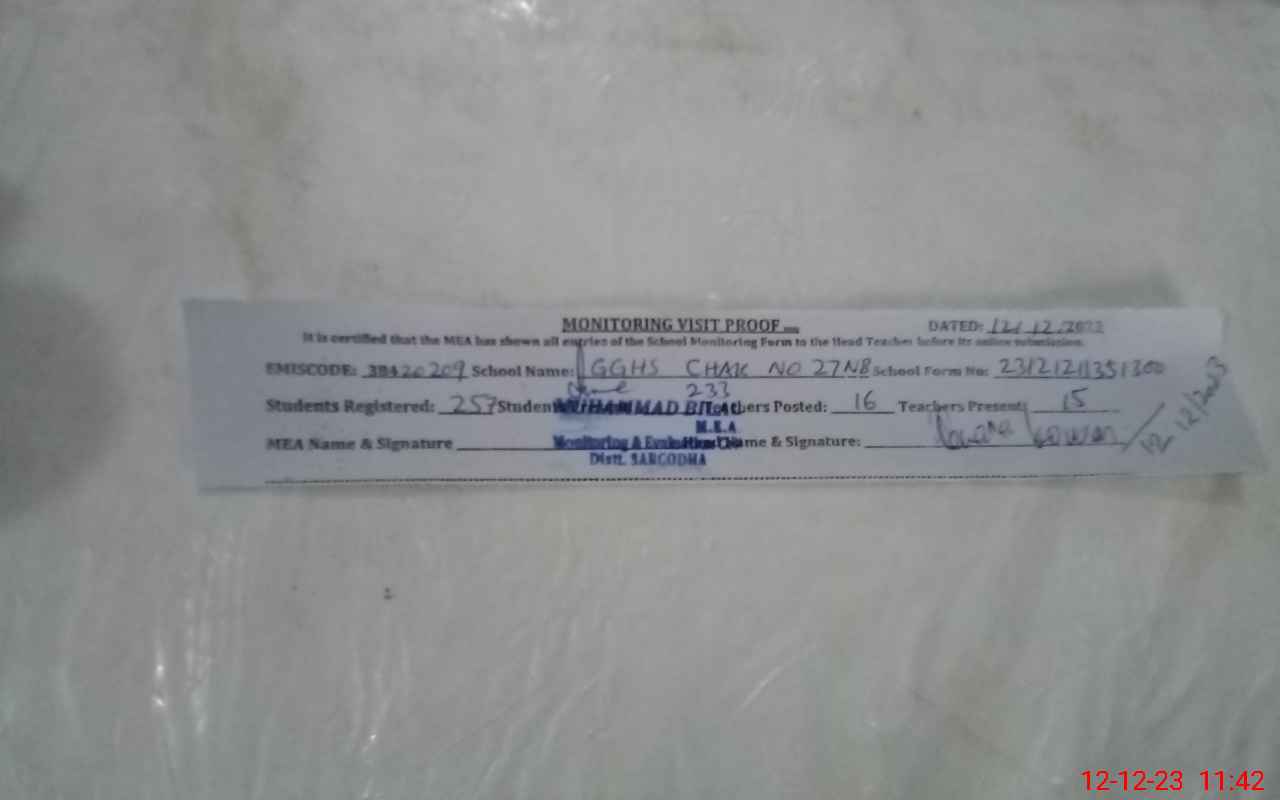 MONITORING VISIT PROOF
DATED: 12/12/2023
It is certified that the MEA has shown all entries of the School Monitoring Form to the Head Teacher before its online submission.
EMISCODE: 38420209 School Name: GGHS CHAK NO 27NB School Form No:
233
Students Registered: 257 Students MUHAMMAD BILAL Teachers Posted: 16 Teachers Present: 15
M.E.A
MEA Name & Signature Monitoring & Name & Signature: 12/12/2023
Distt. SARGODHA
12-12-23 11:42